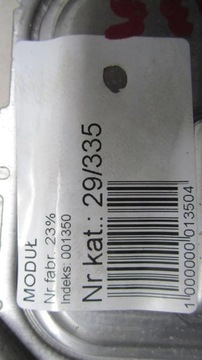 MODUŁ
Nr fabr. 23%
Indeks 001350
Nr kat.: 29/335
1000000013504